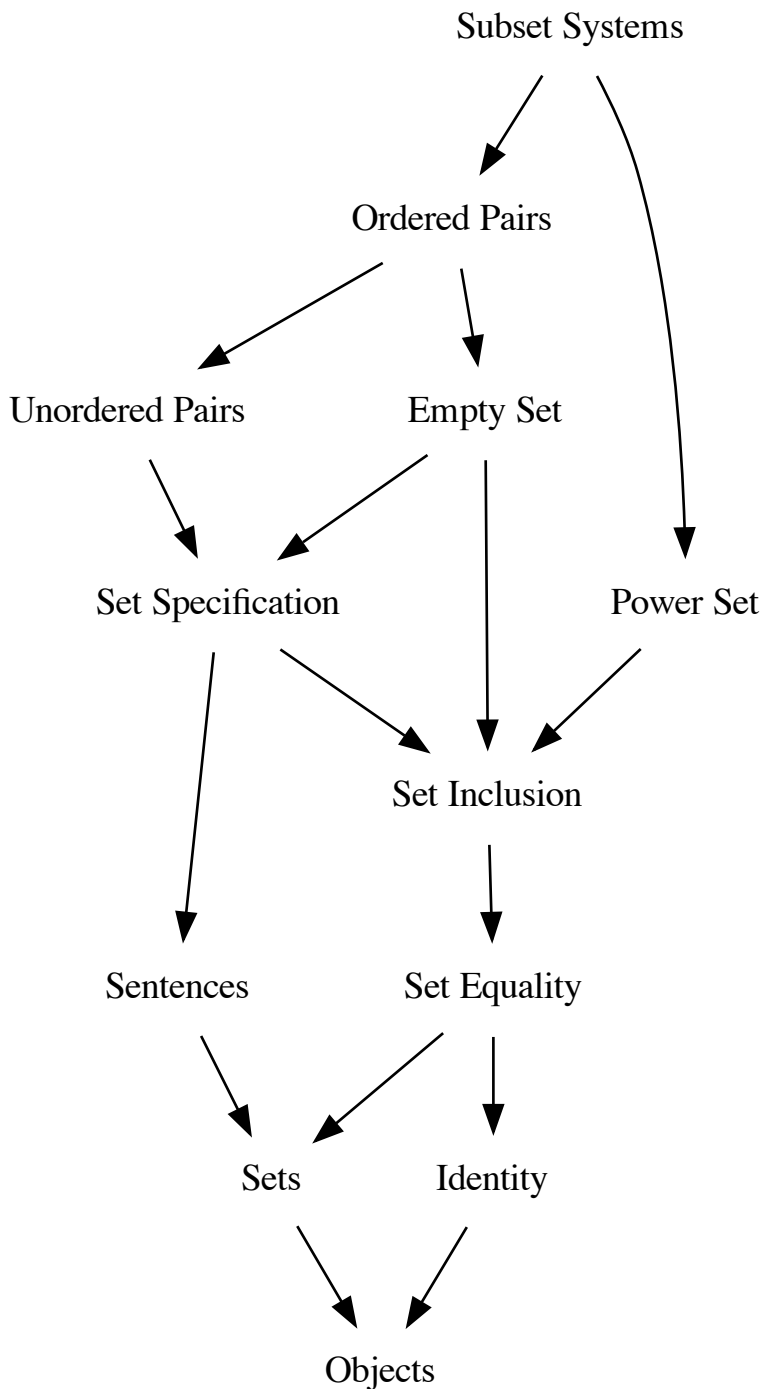 Subset Systems
Ordered Pairs
Unordered Pairs
Empty Set
Set Specification
Power Set
Set Inclusion
Sentences
Set Equality
Sets
Identity
Objects